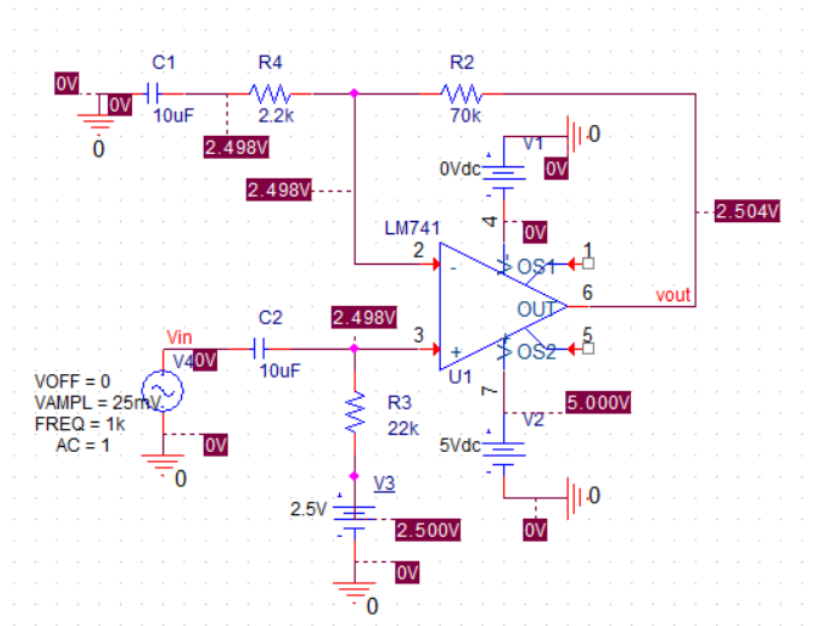 C1
R4
R2
0V
0V
10uF
2.2k
70k
0
2.498V
V1
0
0Vdc
0V
2.498V
4
0V
2.504V
LM741
2
-
V-
OS1
1
OUT
6
vout
C2
2.498V
3
+
V+
OS2
5
Vin
V4
0V
10uF
U1
VOFF = 0
VAMPL = 25mV
FREQ = 1k
AC = 1
R3
22k
7
5.000V
V2
0V
5Vdc
0
V3
2.5V
0
2.500V
0V
0V
0